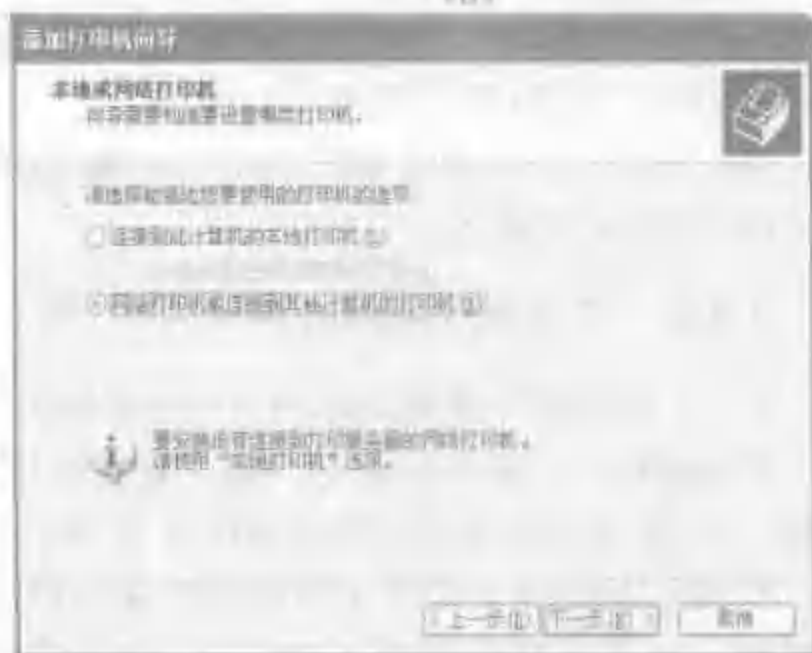 添加打印机向导
本地或网络打印机
向导需要知道要设置哪类打印机。
请选择能描述您要使用的打印机的选项:
连接到此计算机的本地打印机(L)
网络打印机或连接到其他计算机的打印机(E)
要安装没有连接到打印服务器的网络打印机,
请使用“本地打印机”选项。
< 上一步(B) 下一步(N) > 取消